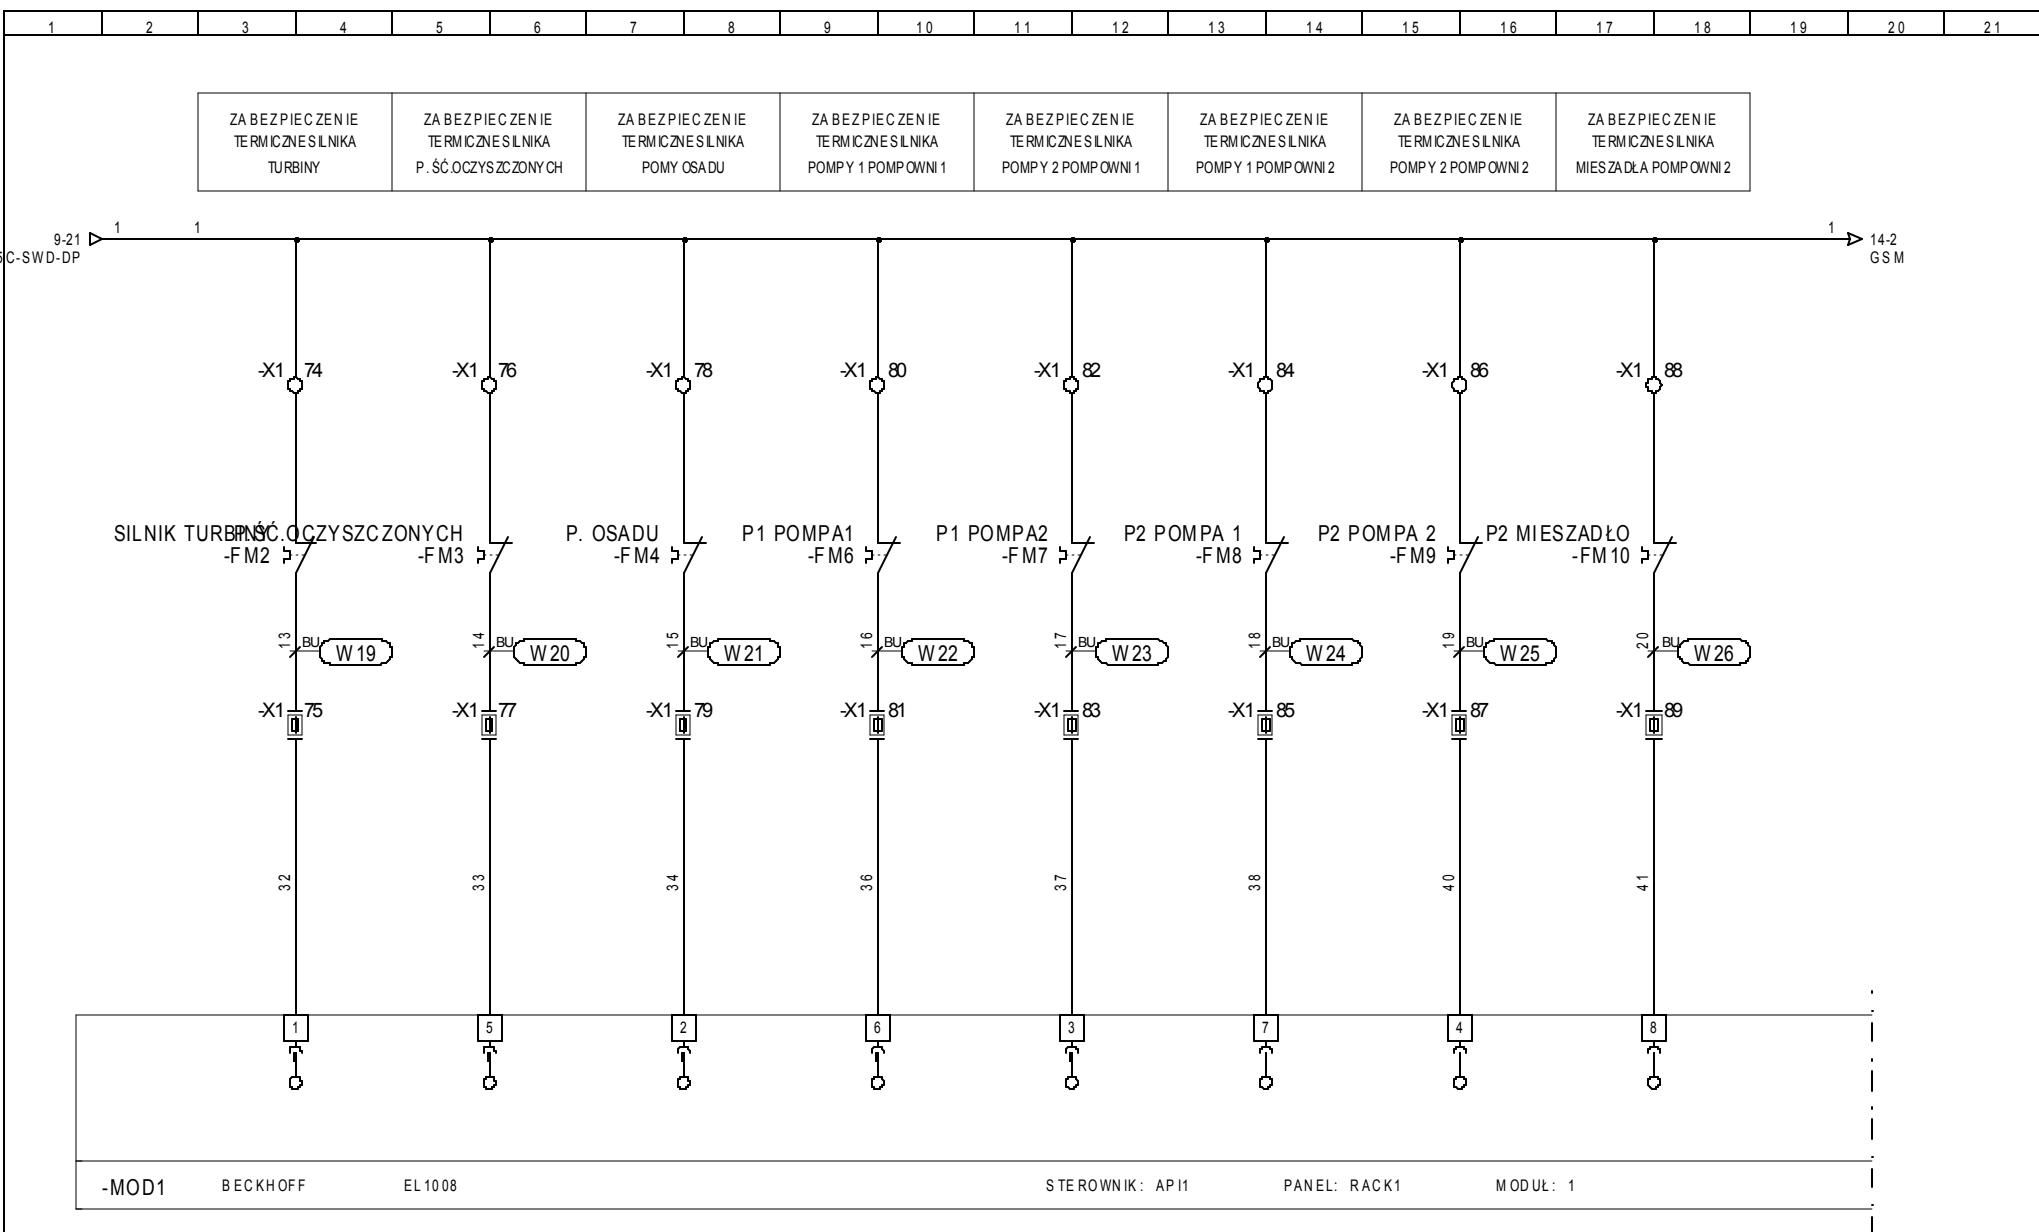 1 2 3 4 5 6 7 8 9 10 11 12 13 14 15 16 17 18 19 20 21
ZABEZPIECZENIE
TERMICZNE SILNIKA
TURBINY
ZABEZPIECZENIE
TERMICZNE SILNIKA
P. ŚĆ.OCZYSZCZONYCH
ZABEZPIECZENIE
TERMICZNE SILNIKA
POMY OSADU
ZABEZPIECZENIE
TERMICZNE SILNIKA
POMPY 1 POMPOWNI 1
ZABEZPIECZENIE
TERMICZNE SILNIKA
POMPY 2 POMPOWNI 1
ZABEZPIECZENIE
TERMICZNE SILNIKA
POMPY 1 POMPOWNI 2
ZABEZPIECZENIE
TERMICZNE SILNIKA
POMPY 2 POMPOWNI 2
ZABEZPIECZENIE
TERMICZNE SILNIKA
MIESZADŁA POMPOWNI 2
9-21 1 1 1 14-2
C-SWD-DP GSM
-X1 74 -X1 76 -X1 78 -X1 80 -X1 82 -X1 84 -X1 86 -X1 88
SILNIK TURBINY P. ŚĆ.OCZYSZCZONYCH P. OSADU P1 POMPA1 P1 POMPA2 P2 POMPA 1 P2 POMPA 2 P2 MIESZADŁO
-FM2 -FM3 -FM4 -FM6 -FM7 -FM8 -FM9 -FM10
13 BU W19 14 BU W20 15 BU W21 16 BU W22 17 BU W23 18 BU W24 19 BU W25 20 BU W26
-X1 75 -X1 77 -X1 79 -X1 81 -X1 83 -X1 85 -X1 87 -X1 89
32 33 34 36 37 38 40 41
1 5 2 6 3 7 4 8
-MOD1 BECKHOFF EL1008 STEROWNIK: API1 PANEL: RACK1 MODUŁ: 1